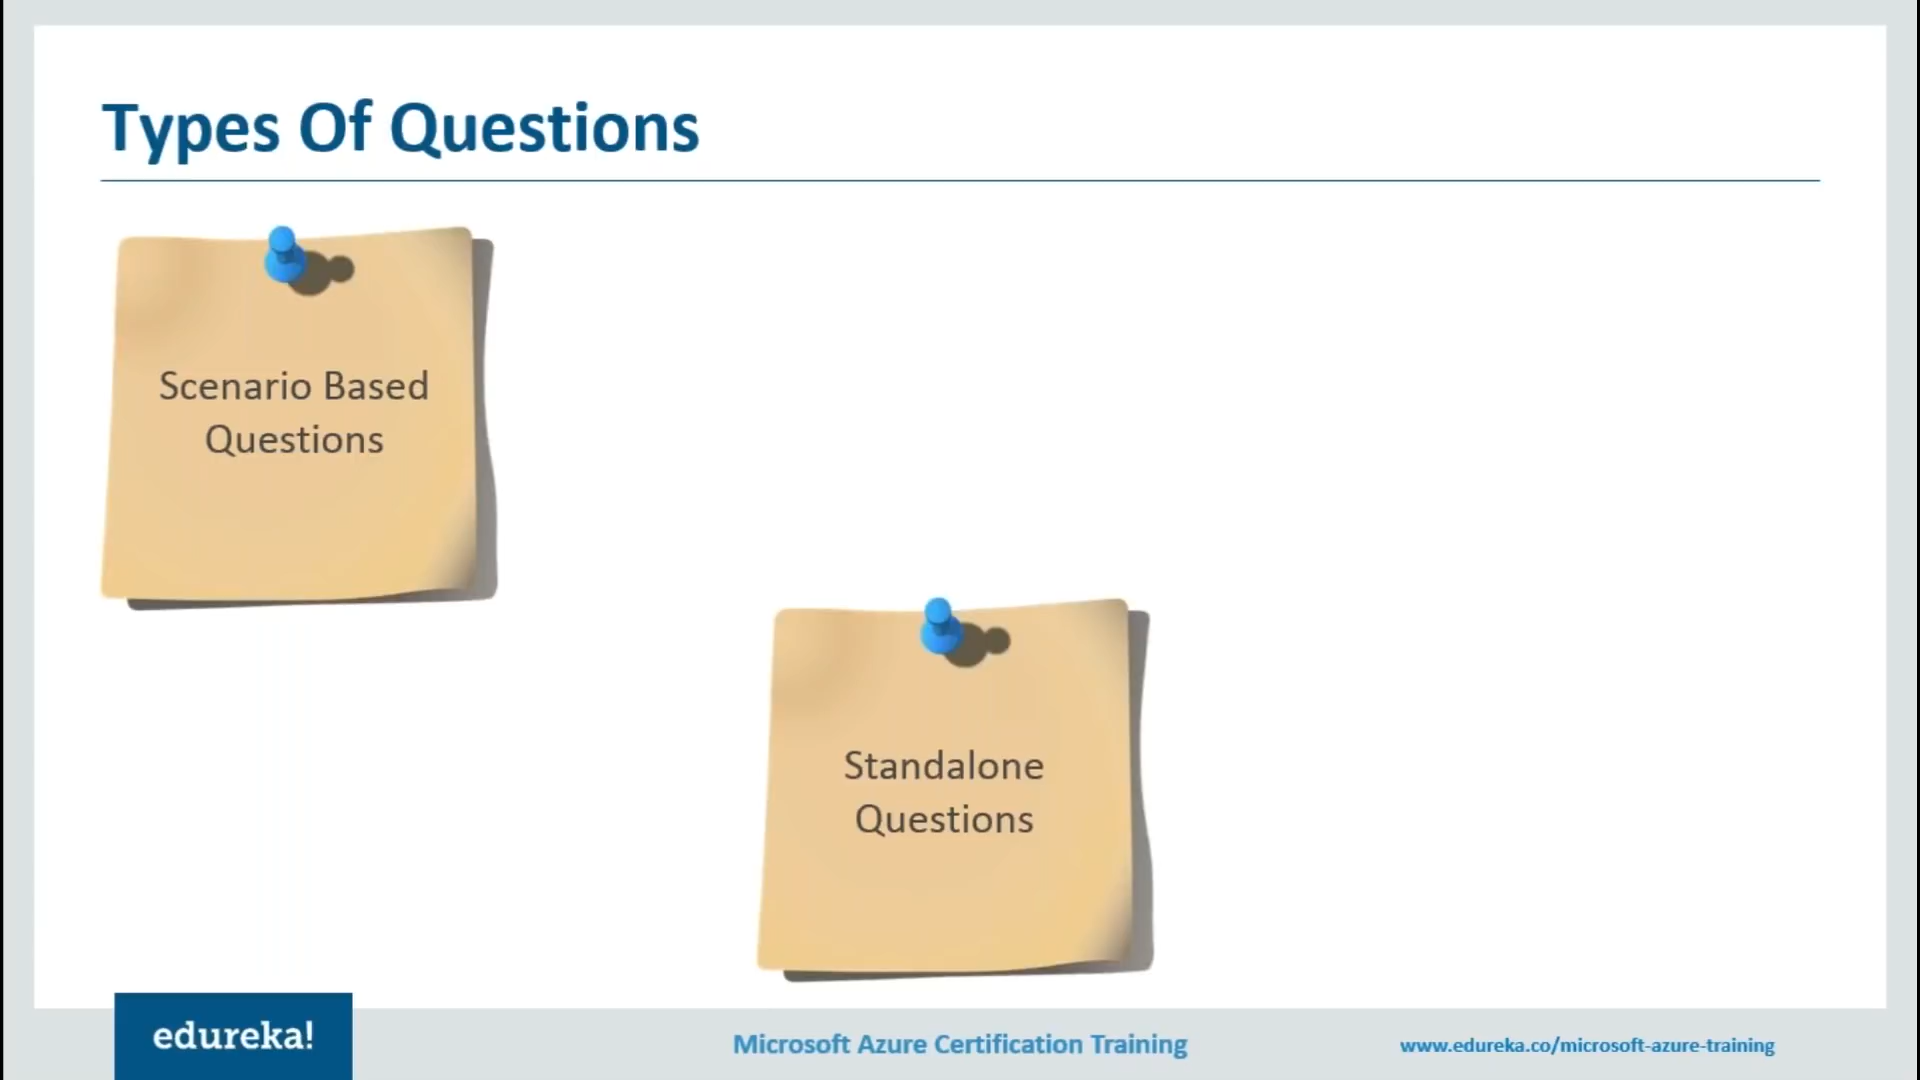 Types Of Questions
Scenario Based
Questions
Standalone
Questions
edureka!
Microsoft Azure Certification Training
www.edureka.co/microsoft-azure-training